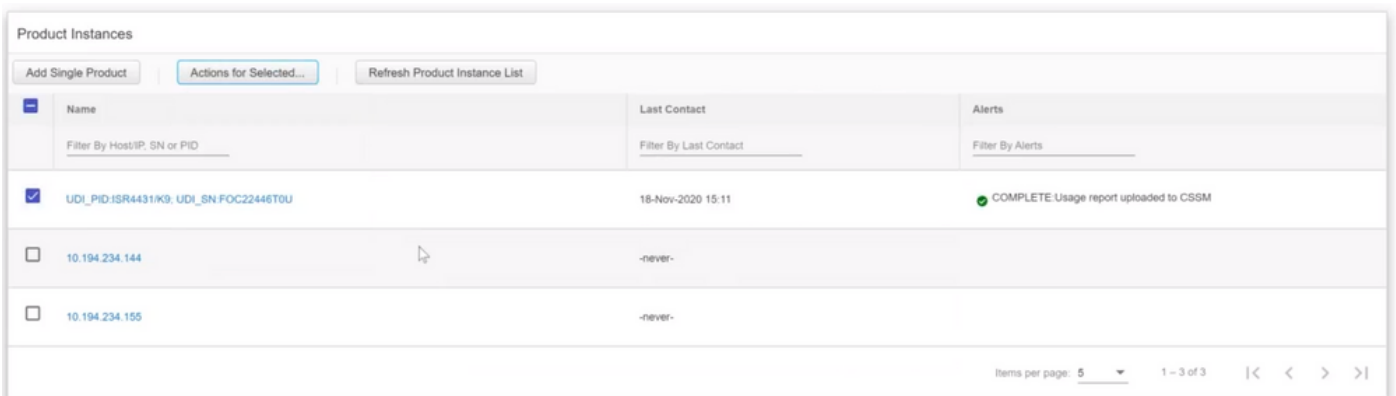 Product Instances
Add Single Product Actions for Selected... Refresh Product Instance List
Name Last Contact Alerts
Filter By Host/IP, SN or PID Filter By Last Contact Filter By Alerts
UDI_PID:ISR4431/K9; UDI_SN:FOC22446T0U 18-Nov-2020 15:11 COMPLETE:Usage report uploaded to CSSM
10.194.234.144 -never-
10.194.234.155 -never-
Items per page: 5 1 – 3 of 3